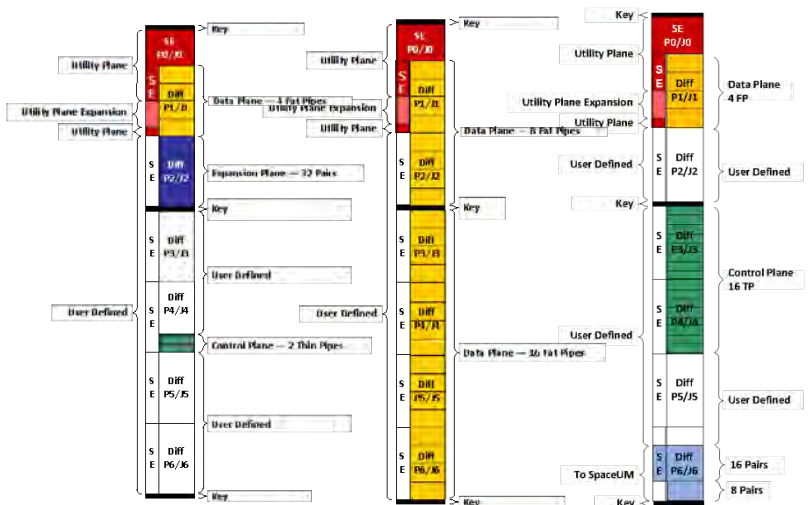 Key
SE
P0/J0
Utility Plane
S
E
Diff
P1/J1
Data Plane — 4 Fat Pipes
Utility Plane Expansion
Utility Plane
S
E
Diff
P2/J2
Expansion Plane — 32 Pairs
Key
S
E
Diff
P3/J3
User Defined
User Defined
S
E
Diff
P4/J4
Control Plane — 2 Thin Pipes
S
E
Diff
P5/J5
User Defined
S
E
Diff
P6/J6
Key
Key
SE
P0/J0
Utility Plane
S
E
Diff
P1/J1
Utility Plane Expansion
Utility Plane
Data Plane — 8 Fat Pipes
S
E
Diff
P2/J2
Key
S
E
Diff
P3/J3
User Defined
S
E
Diff
P4/J4
Data Plane — 16 Fat Pipes
S
E
Diff
P5/J5
S
E
Diff
P6/J6
Key
Key
SE
P0/J0
Utility Plane
S
E
Diff
P1/J1
Data Plane
4 FP
Utility Plane Expansion
Utility Plane
User Defined
S
E
Diff
P2/J2
User Defined
Key
S
E
Diff
P3/J3
Control Plane
16 TP
S
E
Diff
P4/J4
User Defined
S
E
Diff
P5/J5
User Defined
To SpaceUM
S
E
Diff
P6/J6
16 Pairs
8 Pairs
Key